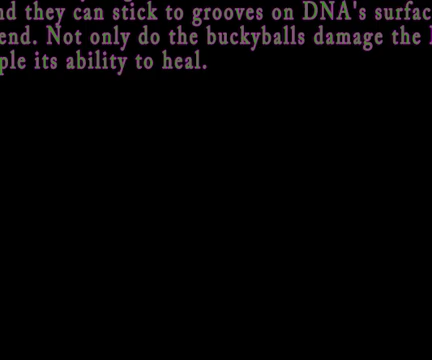 nd they can stick to grooves on DNA's surfac
end. Not only do the buckyballs damage the
ple its ability to heal.